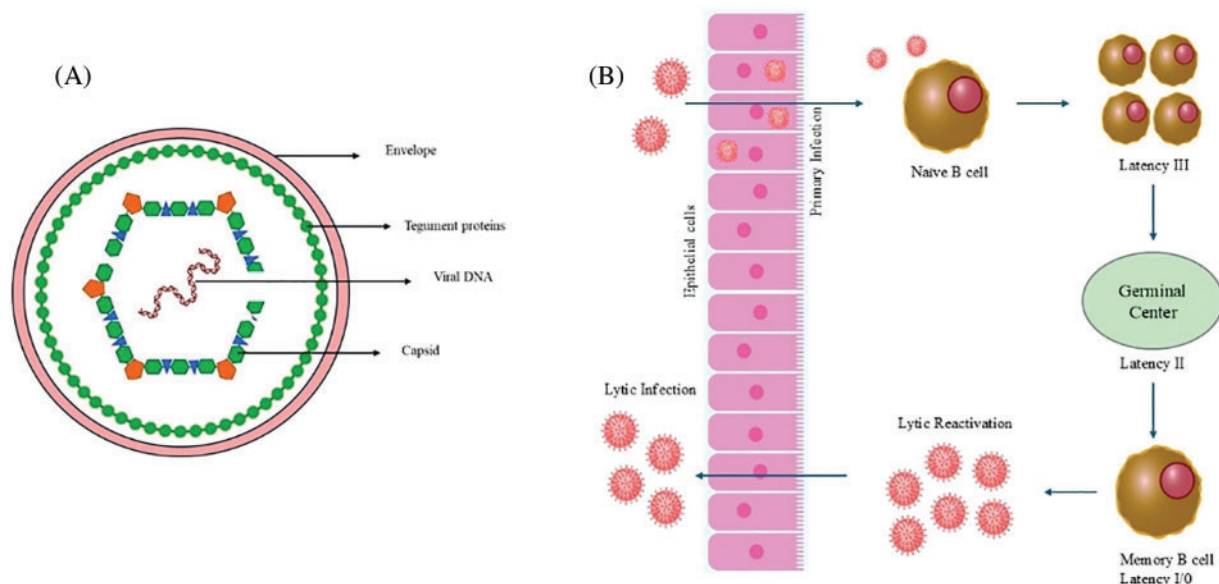 (A)
Envelope
Tegument proteins
Viral DNA
Capsid
(B)
Epithelial cells
Primary Infection
Naïve B cell
Latency III
Germinal
Center
Latency II
Lytic Infection
Lytic Reactivation
Memory B cell
Latency I/0